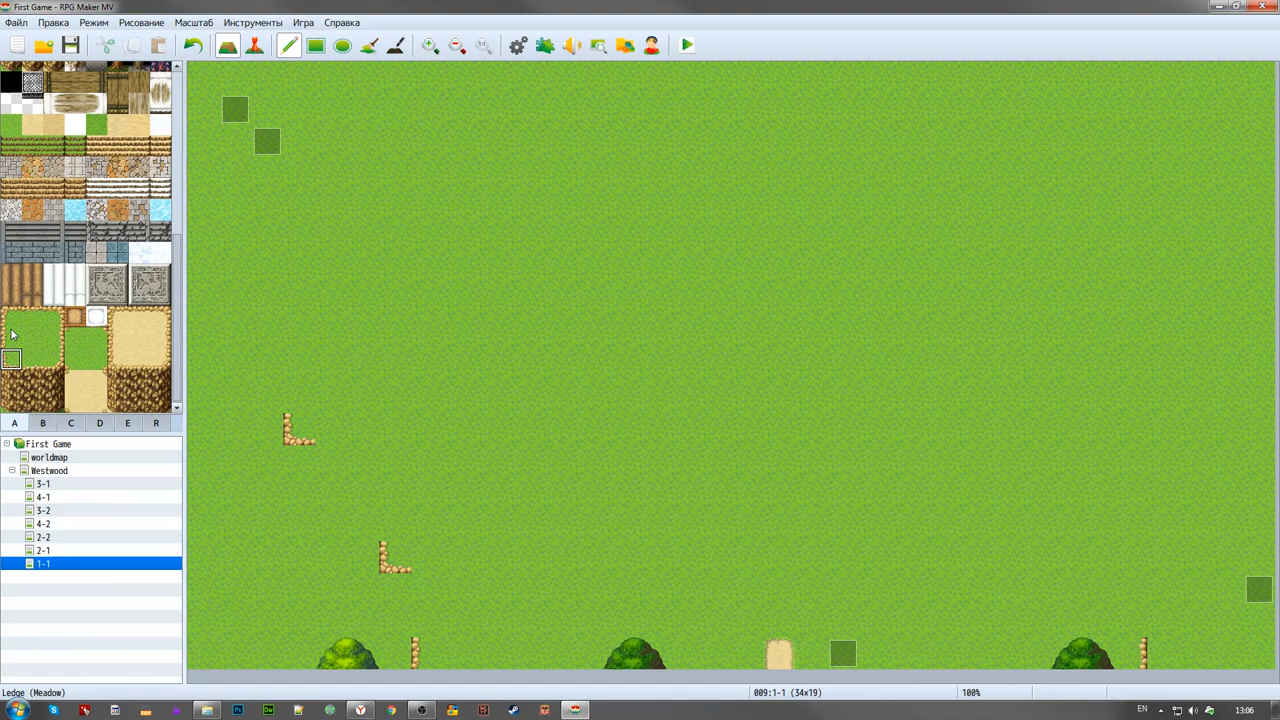 First Game - RPG Maker MV
Файл Правка Режим Рисование Масштаб Инструменты Игра Справка
A B C D E R
First Game
worldmap
Westwood
3-1
4-1
3-2
4-2
2-2
2-1
1-1
Ledge (Meadow) 009:1-1 (34x19) 100%
EN 13:06